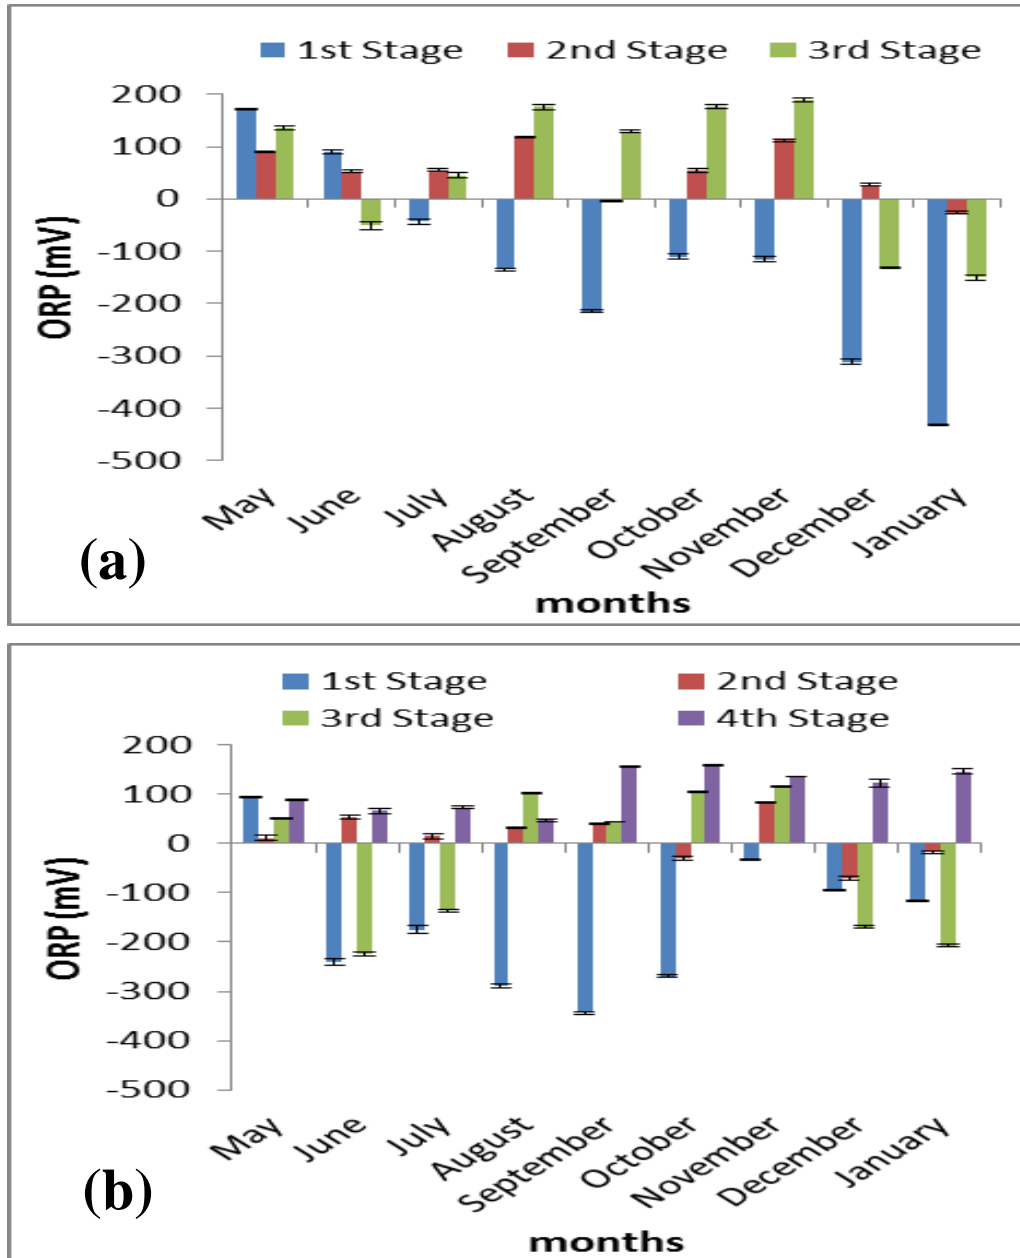 1st Stage 2nd Stage 3rd Stage
200
100
0
-100
-200
-300
-400
-500
ORP (mV)
May June July August September October November December January
(a)
months
1st Stage 2nd Stage
3rd Stage 4th Stage
200
100
0
-100
-200
-300
-400
-500
ORP (mV)
May June July August September October November December January
(b)
months